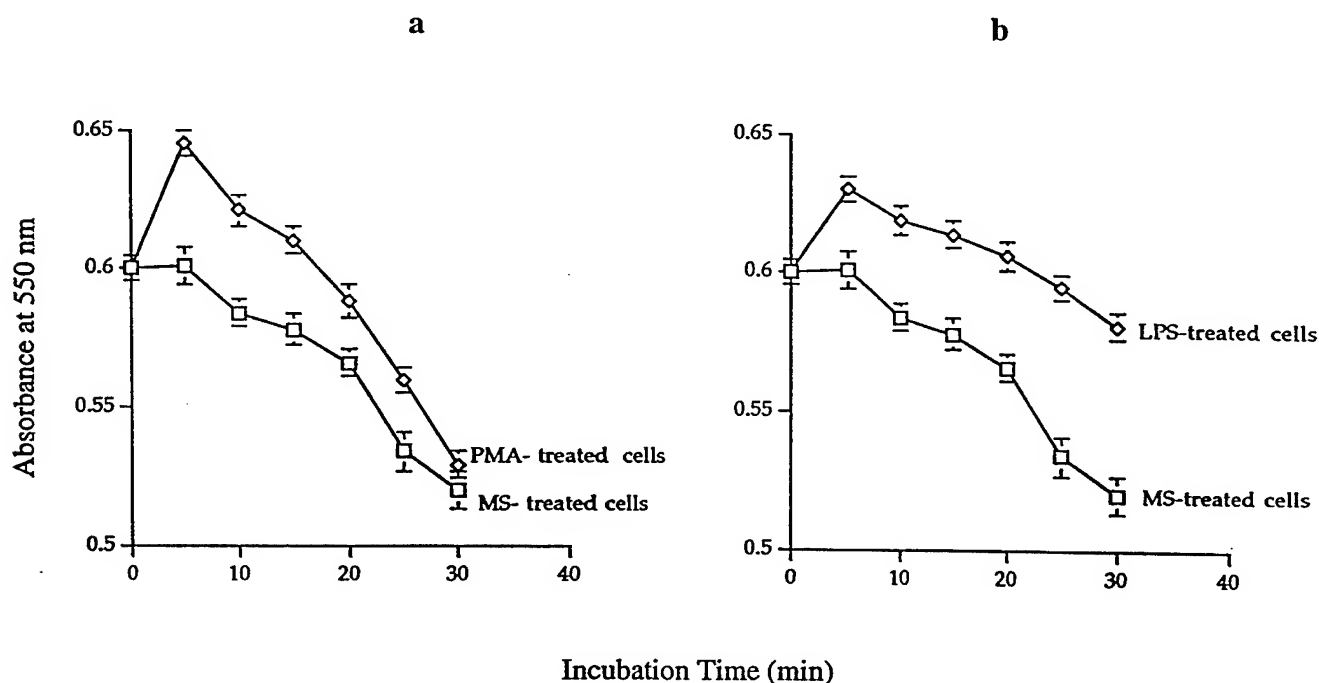 a
b
0.65
0.6
0.55
0.5
0
10
20
30
40
PMA- treated cells
MS- treated cells
Absorbance at 550 nm
0.65
0.6
0.55
0.5
0
10
20
30
40
LPS-treated cells
MS-treated cells
Incubation Time (min)